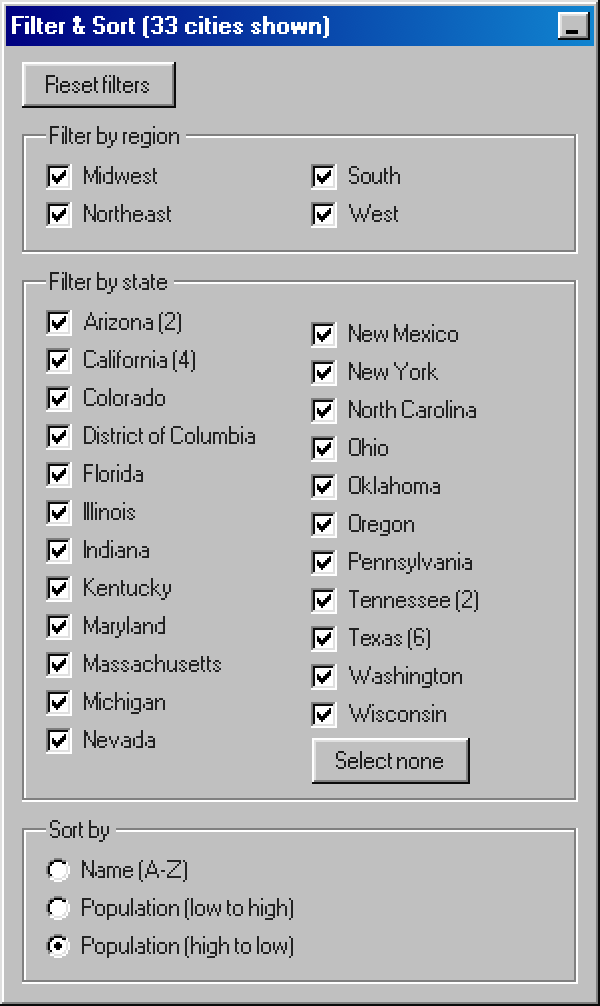 Filter & Sort (33 cities shown)
Reset filters
Filter by region
Midwest
Northeast
South
West
Filter by state
Arizona (2)
California (4)
Colorado
District of Columbia
Florida
Illinois
Indiana
Kentucky
Maryland
Massachusetts
Michigan
Nevada
New Mexico
New York
North Carolina
Ohio
Oklahoma
Oregon
Pennsylvania
Tennessee (2)
Texas (6)
Washington
Wisconsin
Select none
Sort by
Name (A-Z)
Population (low to high)
Population (high to low)